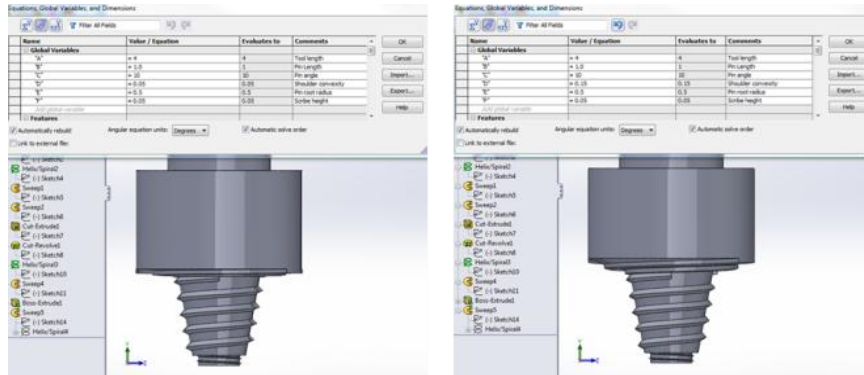 Equations, Global Variables, and Dimensions
Filter All Fields
Name Value / Equation Evaluates to Comments
Global Variables
"A" = 4 4 Tool length
"B" = 1.0 1 Pin Length
"C" = 10 10 Pin angle
"D" = 0.05 0.05 Shoulder convexity
"E" = 0.5 0.5 Pin root radius
"F" = 0.05 0.05 Scribe height
Add global variable
Features
OK
Cancel
Import...
Export...
Help
Automatically rebuild Angular equation units: Degrees Automatic solve order
Link to external file:
Helix/Spiral2
(-) Sketch4
Sweep1
(-) Sketch5
Sweep2
(-) Sketch6
Cut-Extrude1
(-) Sketch7
Cut-Revolve1
(-) Sketch8
Helix/Spiral3
(-) Sketch10
Sweep4
(-) Sketch11
Boss-Extrude1
Sweep5
(-) Sketch14
Helix/Spiral4
Equations, Global Variables, and Dimensions
Filter All Fields
Name Value / Equation Evaluates to Comments
Global Variables
"A" = 4 4 Tool length
"B" = 1.0 1 Pin Length
"C" = 10 10 Pin angle
"D" = 0.15 0.15 Shoulder convexity
"E" = 0.5 0.5 Pin root radius
"F" = 0.05 0.05 Scribe height
Add global variable
Features
OK
Cancel
Import...
Export...
Help
Automatically rebuild Angular equation units: Degrees Automatic solve order
Link to external file:
Helix/Spiral2
(-) Sketch4
Sweep1
(-) Sketch5
Sweep2
(-) Sketch6
Cut-Extrude1
(-) Sketch7
Cut-Revolve1
(-) Sketch8
Helix/Spiral3
(-) Sketch10
Sweep4
(-) Sketch11
Boss-Extrude1
Sweep5
(-) Sketch14
Helix/Spiral4